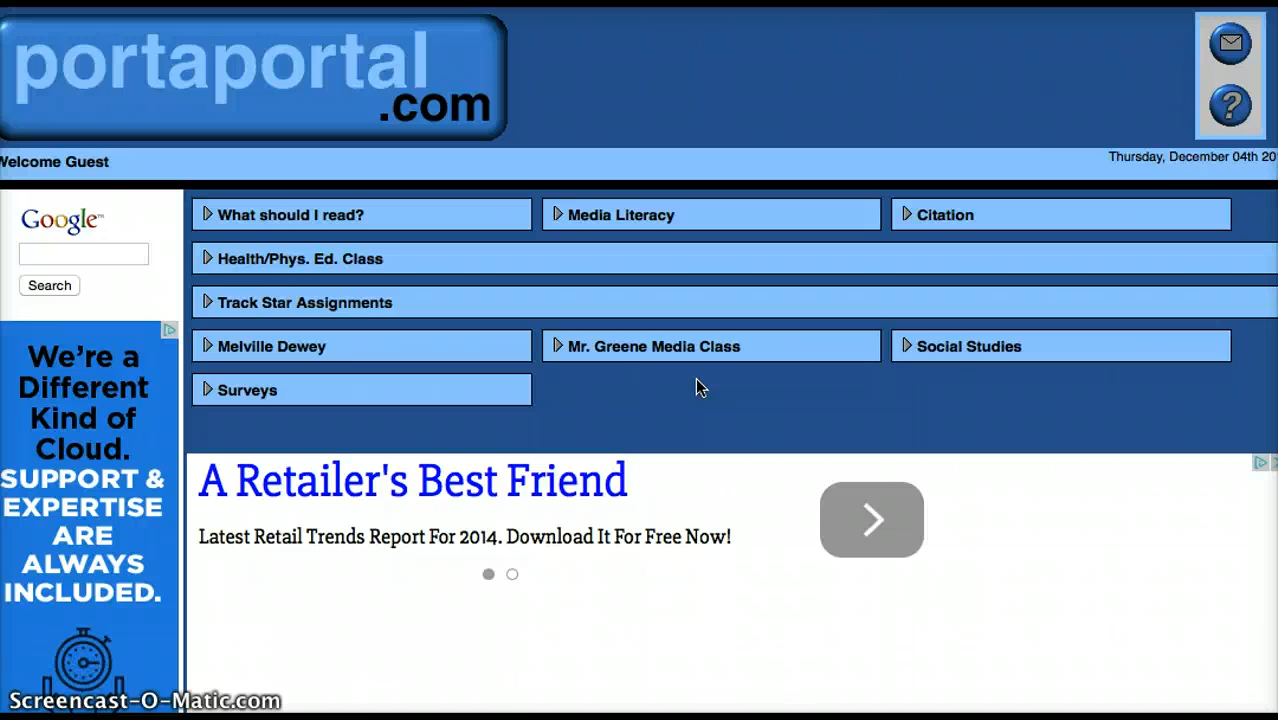 portaportal
.com
Welcome Guest
Thursday, December 04th 20
Google™
Search
What should I read?
Media Literacy
Citation
Health/Phys. Ed. Class
Track Star Assignments
Melville Dewey
Mr. Greene Media Class
Social Studies
Surveys
We're a
Different
Kind of
Cloud.
SUPPORT &
EXPERTISE
ARE
ALWAYS
INCLUDED.
A Retailer's Best Friend
Latest Retail Trends Report For 2014. Download It For Free Now!
Screencast-O-Matic.com